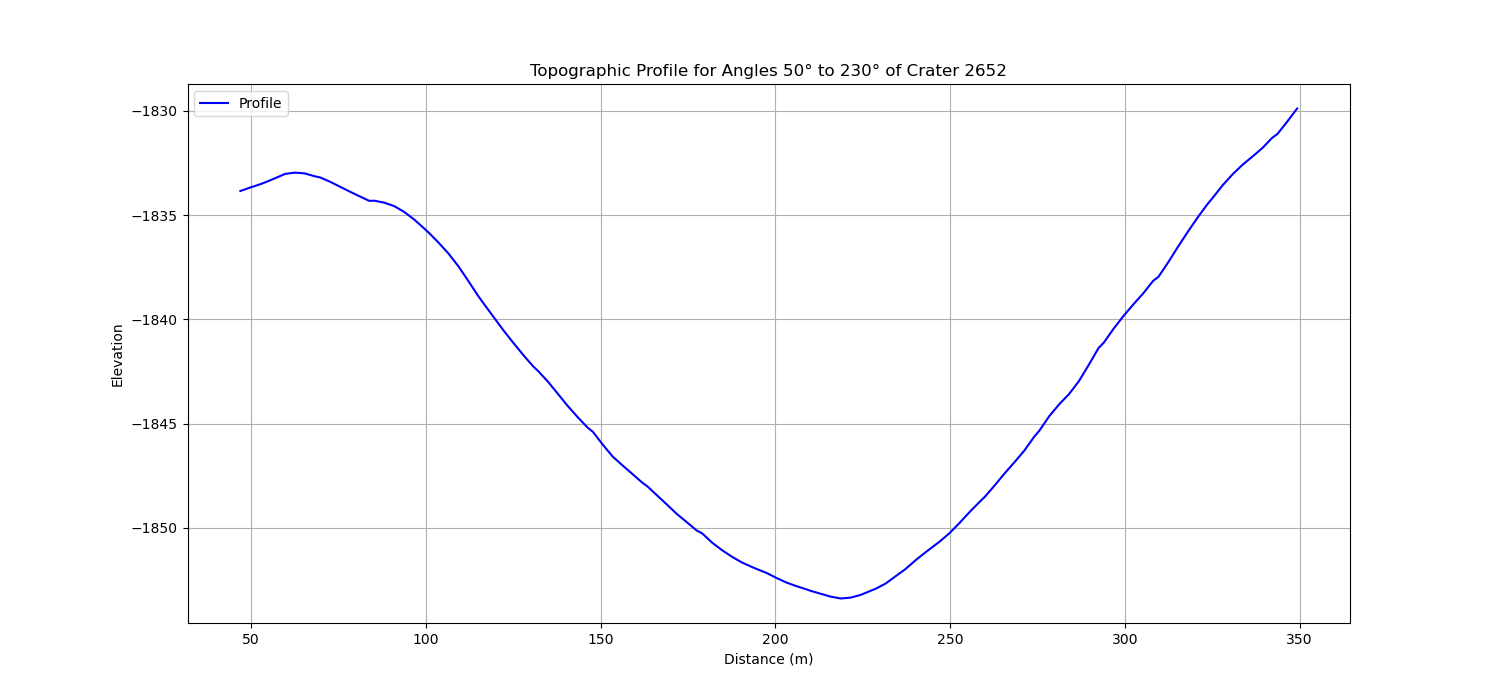 Topographic Profile for Angles 50° to 230° of Crater 2652
Profile
−1830
−1835
−1840
−1845
−1850
Elevation
50 100 150 200 250 300 350
Distance (m)